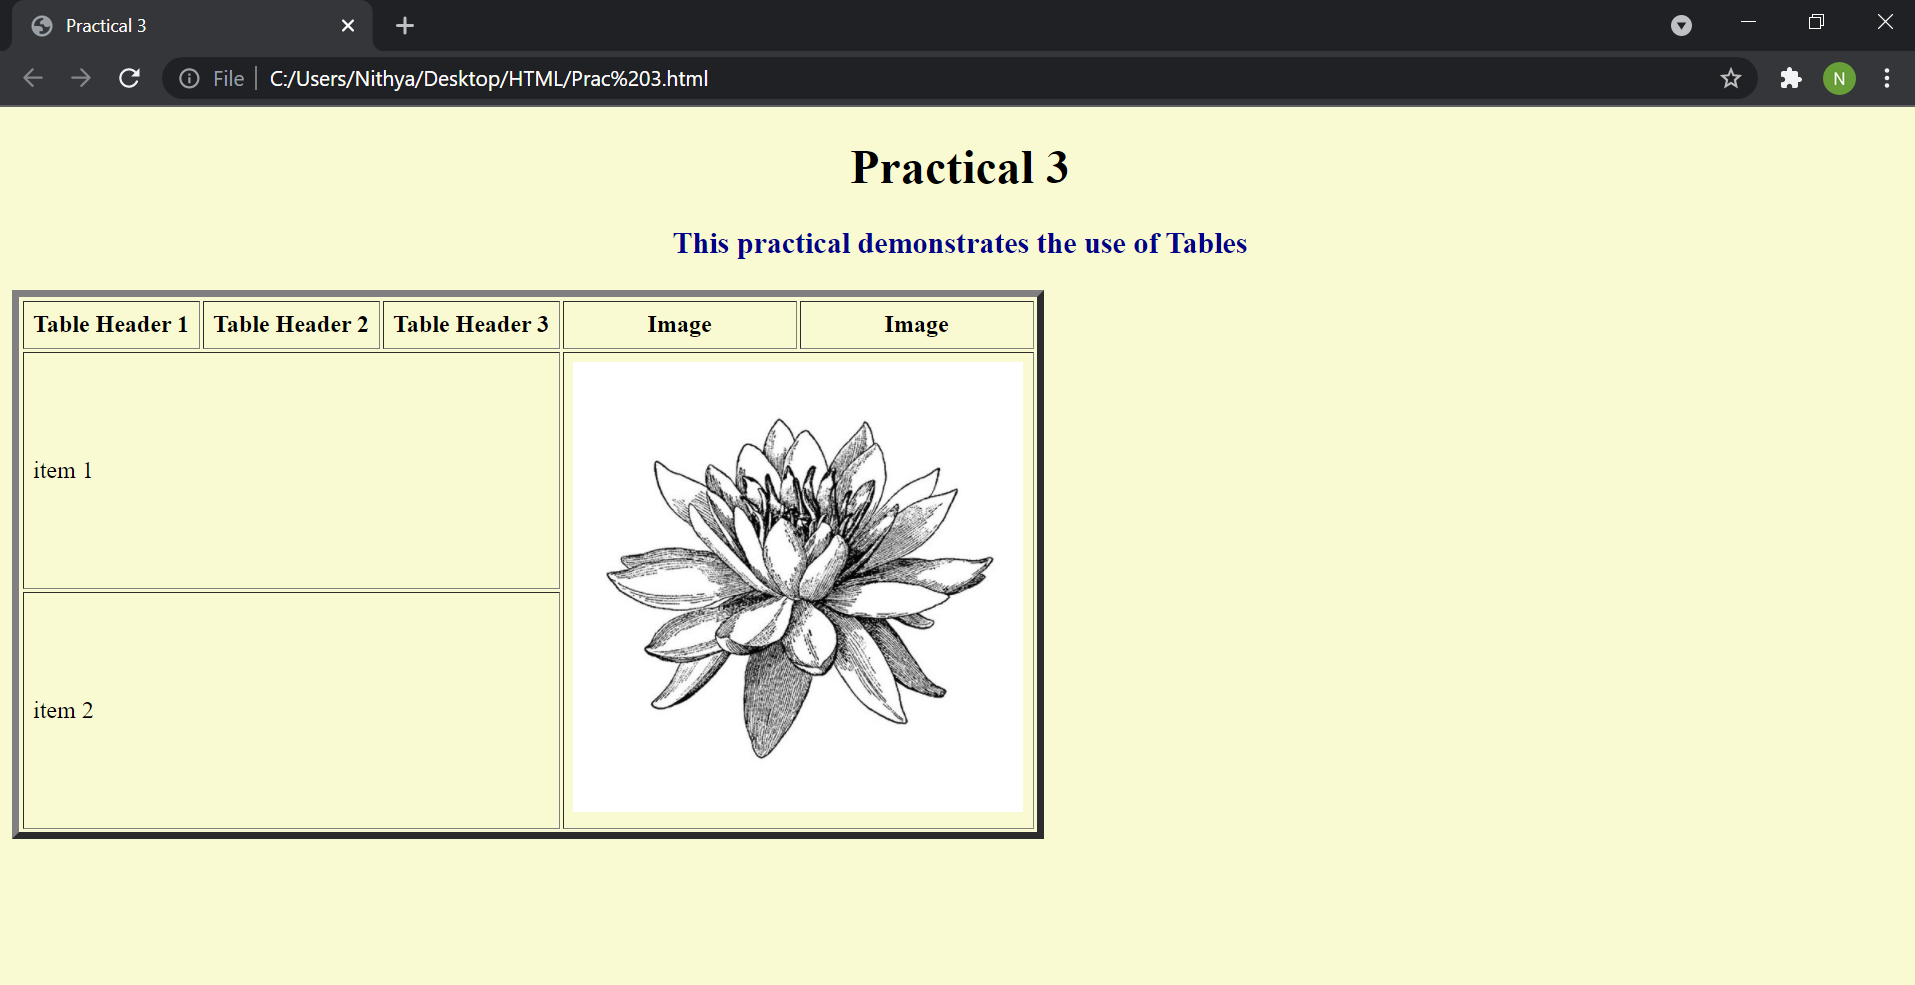 Practical 3
File
C:/Users/Nithya/Desktop/HTML/Prac%203.html
N
Practical 3
This practical demonstrates the use of Tables
Table Header 1 Table Header 2 Table Header 3 Image Image
item 1
item 2